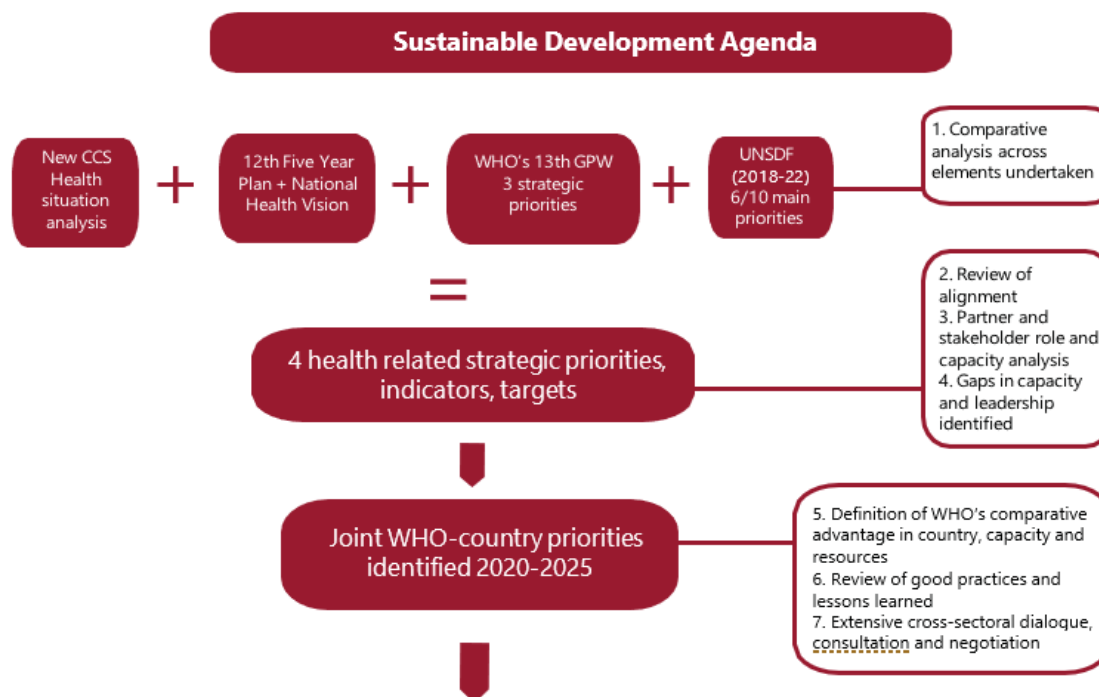 Sustainable Development Agenda
New CCS
Health
situation
analysis
+
12th Five Year
Plan + National
Health Vision
+
WHO's 13th GPW
3 strategic
priorities
+
UNSDF
(2018-22)
6/10 main
priorities
1. Comparative
analysis across
elements undertaken
=
4 health related strategic priorities,
indicators, targets
2. Review of
alignment
3. Partner and
stakeholder role and
capacity analysis
4. Gaps in capacity
and leadership
identified
Joint WHO-country priorities
identified 2020-2025
5. Definition of WHO's comparative
advantage in country, capacity and
resources
6. Review of good practices and
lessons learned
7. Extensive cross-sectoral dialogue,
consultation and negotiation